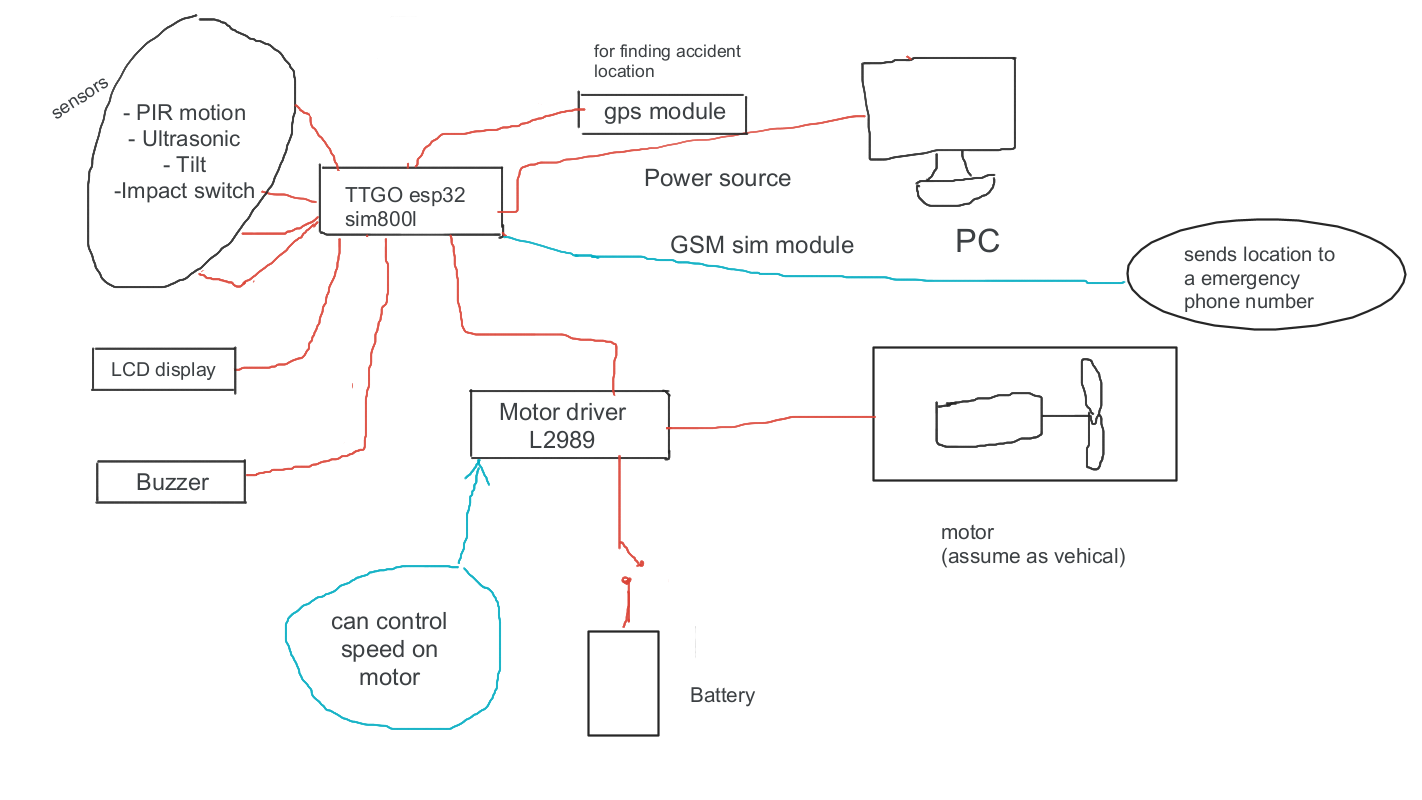 sensors
- PIR motion
- Ultrasonic
- Tilt
-Impact switch
for finding accident
location
gps module
TTGO esp32
sim800l
Power source
GSM sim module
PC
sends location to
a emergency
phone number
LCD display
Buzzer
Motor driver
L2989
motor
(assume as vehical)
can control
speed on
motor
Battery